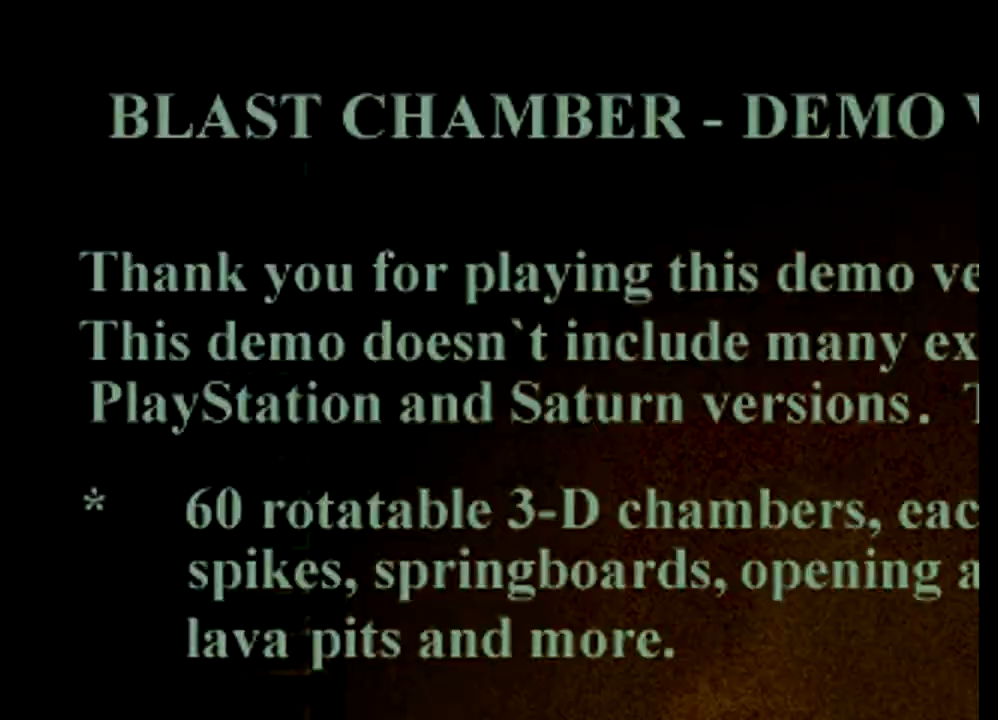 BLAST CHAMBER - DEMO
Thank you for playing this demo
This demo doesn`t include many
PlayStation and Saturn versions.
* 60 rotatable 3-D chambers,
spikes, springboards, opening
lava pits and more.